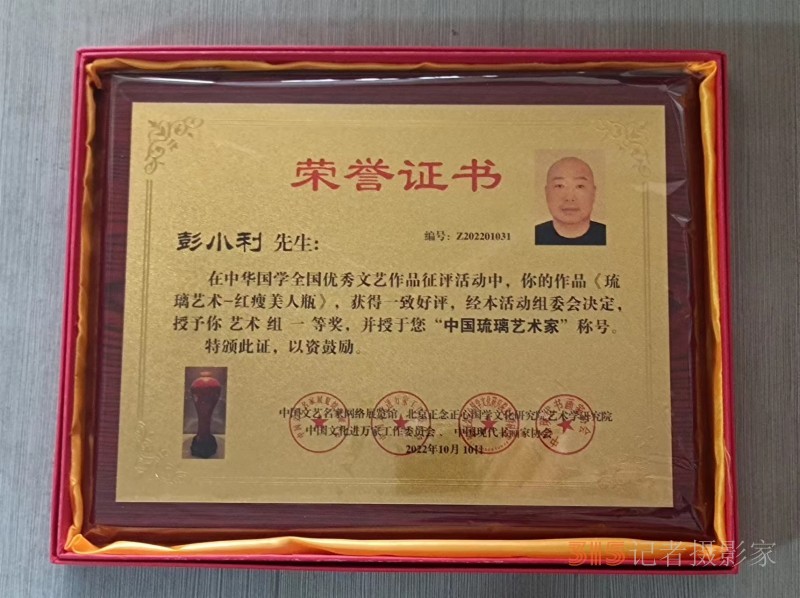 荣誉证书
编号：Z202201031
彭小利 先生：
在中华国学全国优秀文艺作品征评活动中，你的作品《琉
璃艺术-红瘦美人瓶》，获得一致好评，经本活动组委会决定，
授予你 艺术 组 一 等奖，并授于您“中国琉璃艺术家”称号。
特颁此证，以资鼓励。
中国文艺名家网络展览馆、北京正念正心国学文化研究院艺术学研究院
中国文化进万家工作委员会 、 中国现代书画家协会
2022年10月10日
315记者摄影家